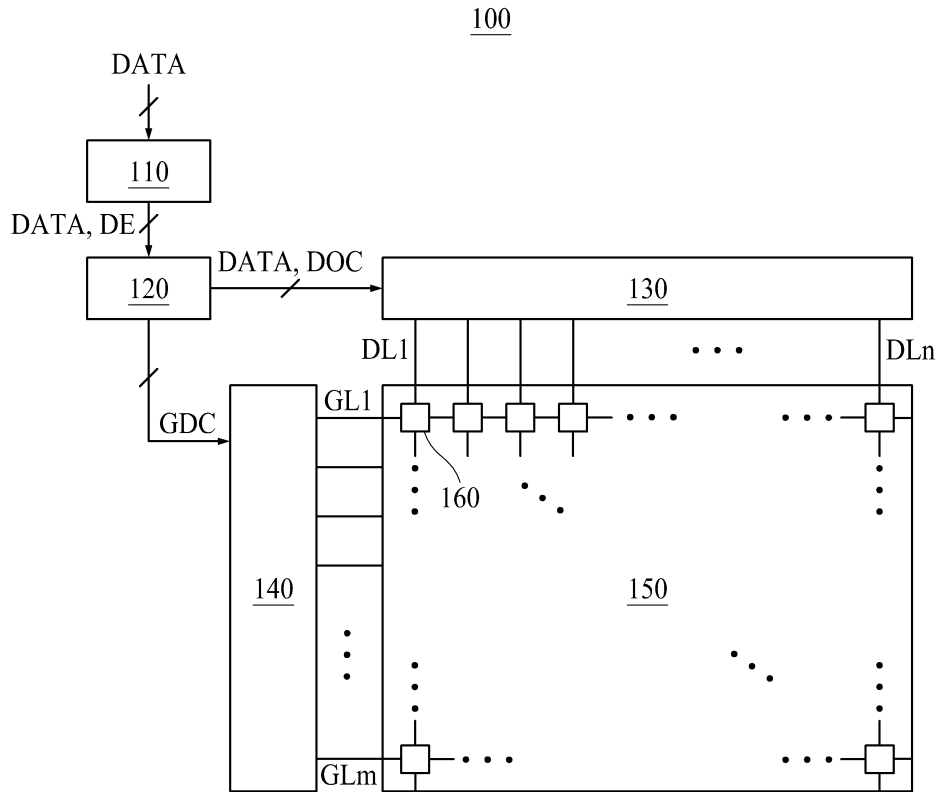 100
DATA
110
DATA, DE
120
DATA, DOC
130
DL1
DLn
GDC
GL1
160
140
150
GLm